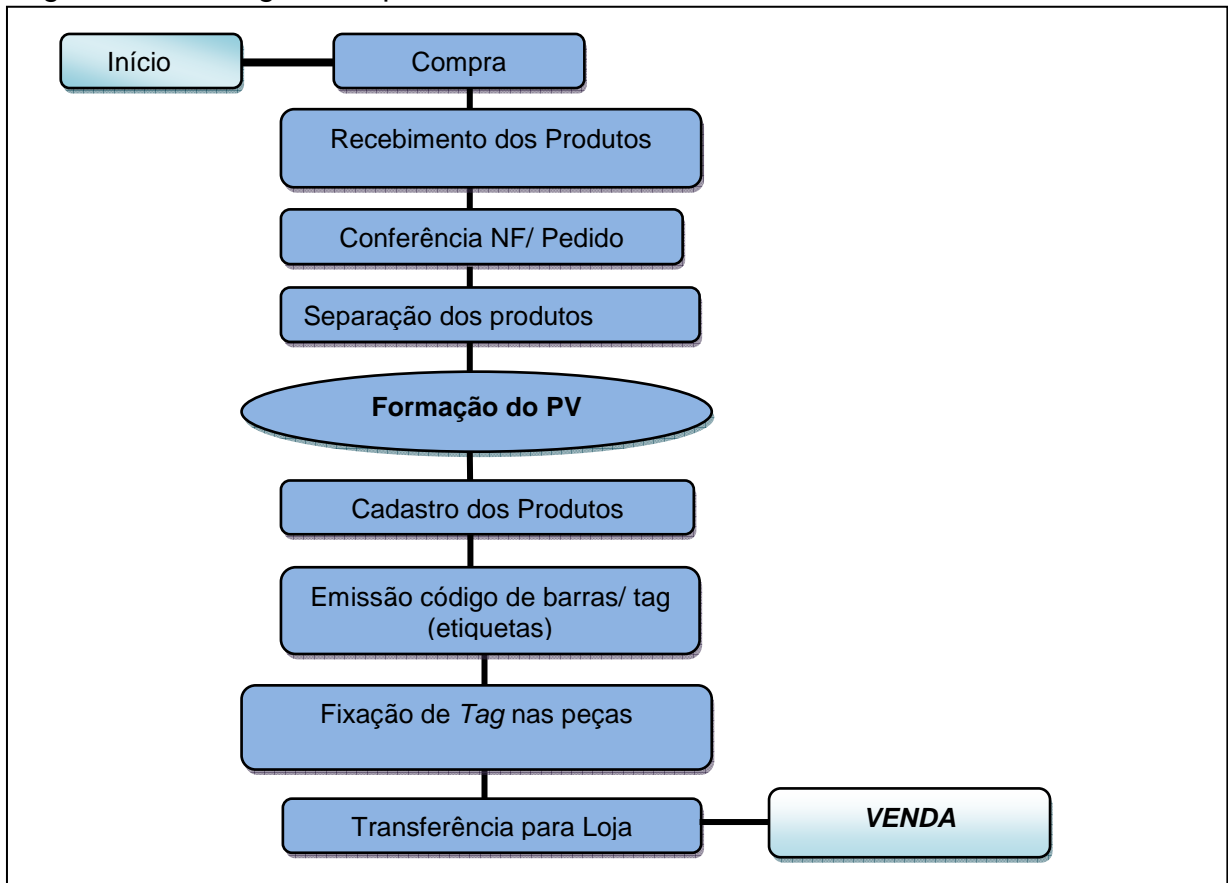 Início
Compra
Recebimento dos Produtos
Conferência NF/ Pedido
Separação dos produtos
Formação do PV
Cadastro dos Produtos
Emissão código de barras/ tag
(etiquetas)
Fixação de Tag nas peças
Transferência para Loja
VENDA